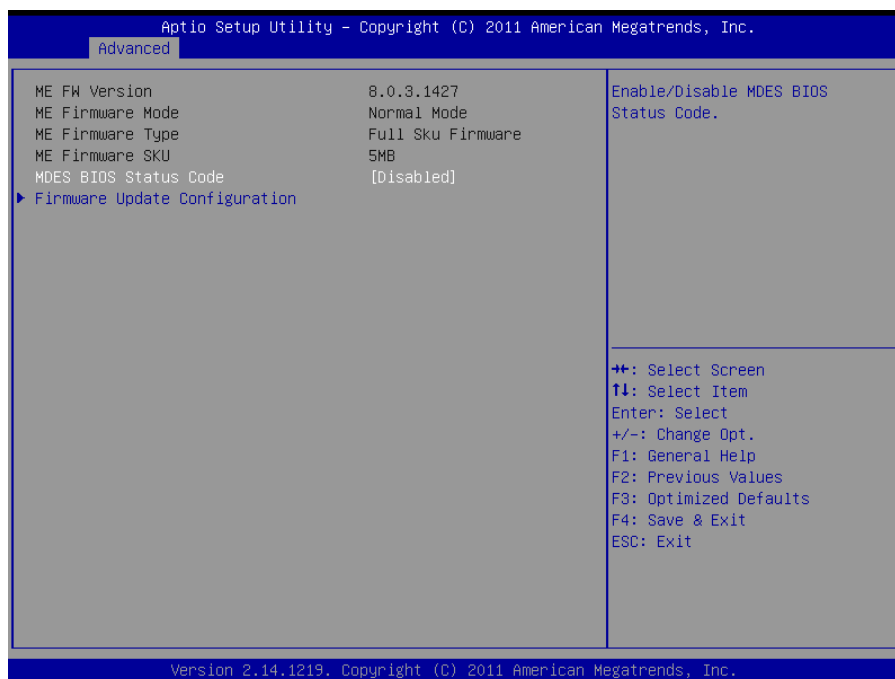 Aptio Setup Utility – Copyright (C) 2011 American Megatrends, Inc.
Advanced
ME FW Version 8.0.3.1427
ME Firmware Mode Normal Mode
ME Firmware Type Full Sku Firmware
ME Firmware SKU 5MB
MDES BIOS Status Code [Disabled]
Firmware Update Configuration
Enable/Disable MDES BIOS
Status Code.
→←: Select Screen
↑↓: Select Item
Enter: Select
+/-: Change Opt.
F1: General Help
F2: Previous Values
F3: Optimized Defaults
F4: Save & Exit
ESC: Exit
Version 2.14.1219. Copyright (C) 2011 American Megatrends, Inc.